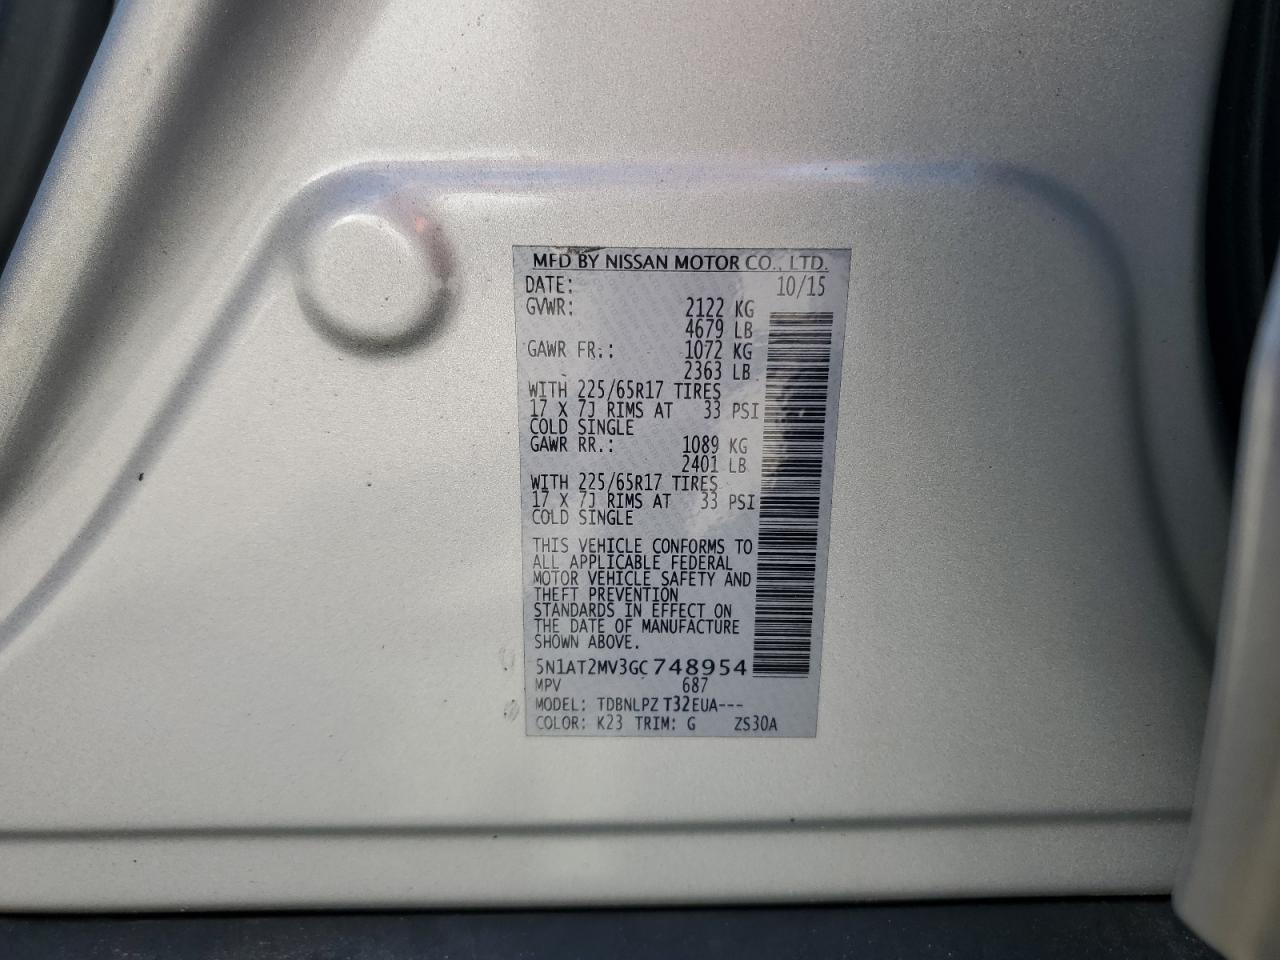 MFD BY NISSAN MOTOR CO., LTD.
DATE: 10/15
GVWR: 2122 KG
4679 LB
GAWR FR.: 1072 KG
2363 LB
WITH 225/65R17 TIRES
17 X 7J RIMS AT 33 PSI
COLD SINGLE
GAWR RR.: 1089 KG
2401 LB
WITH 225/65R17 TIRES
17 X 7J RIMS AT 33 PSI
COLD SINGLE
THIS VEHICLE CONFORMS TO
ALL APPLICABLE FEDERAL
MOTOR VEHICLE SAFETY AND
THEFT PREVENTION
STANDARDS IN EFFECT ON
THE DATE OF MANUFACTURE
SHOWN ABOVE.
5N1AT2MV3GC748954
MPV 687
MODEL: TDBNLPZ T32EUA---
COLOR: K23 TRIM: G ZS30A